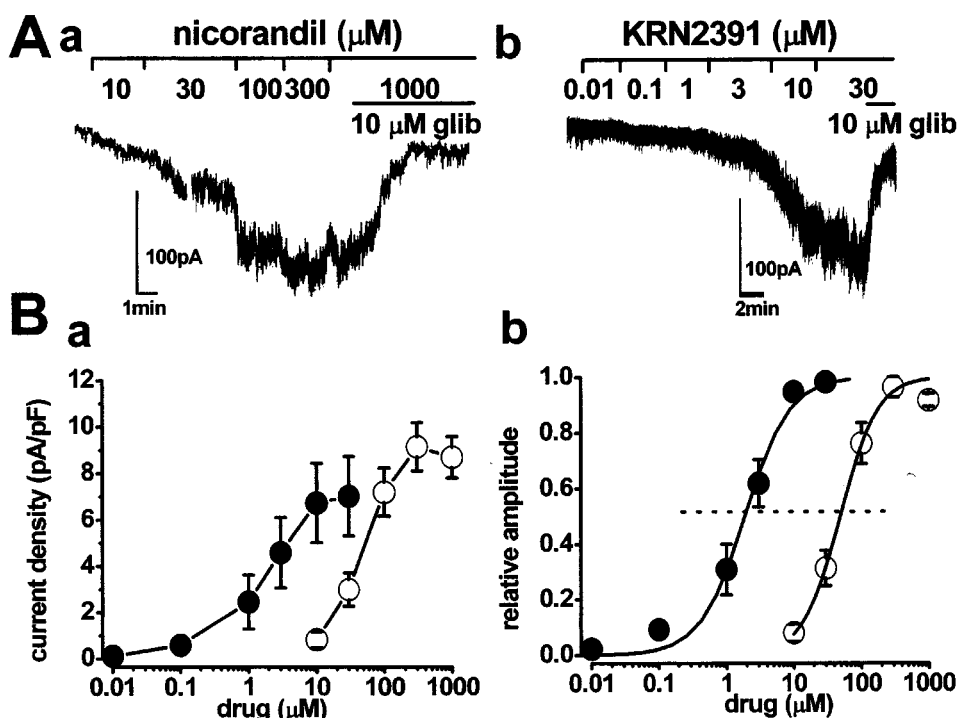 A a nicorandil (μM)
10 30 100 300 1000
10 μM glib
100pA
1min
b KRN2391 (μM)
0.01 0.1 1 3 10 30
10 μM glib
100pA
2min
B a
current density (pA/pF)
12
10
8
6
4
2
0
0.01 0.1 1 10 100 1000
drug (μM)
b
relative amplitude
1.0
0.8
0.6
0.4
0.2
0.0
0.01 0.1 1 10 100 1000
drug (μM)